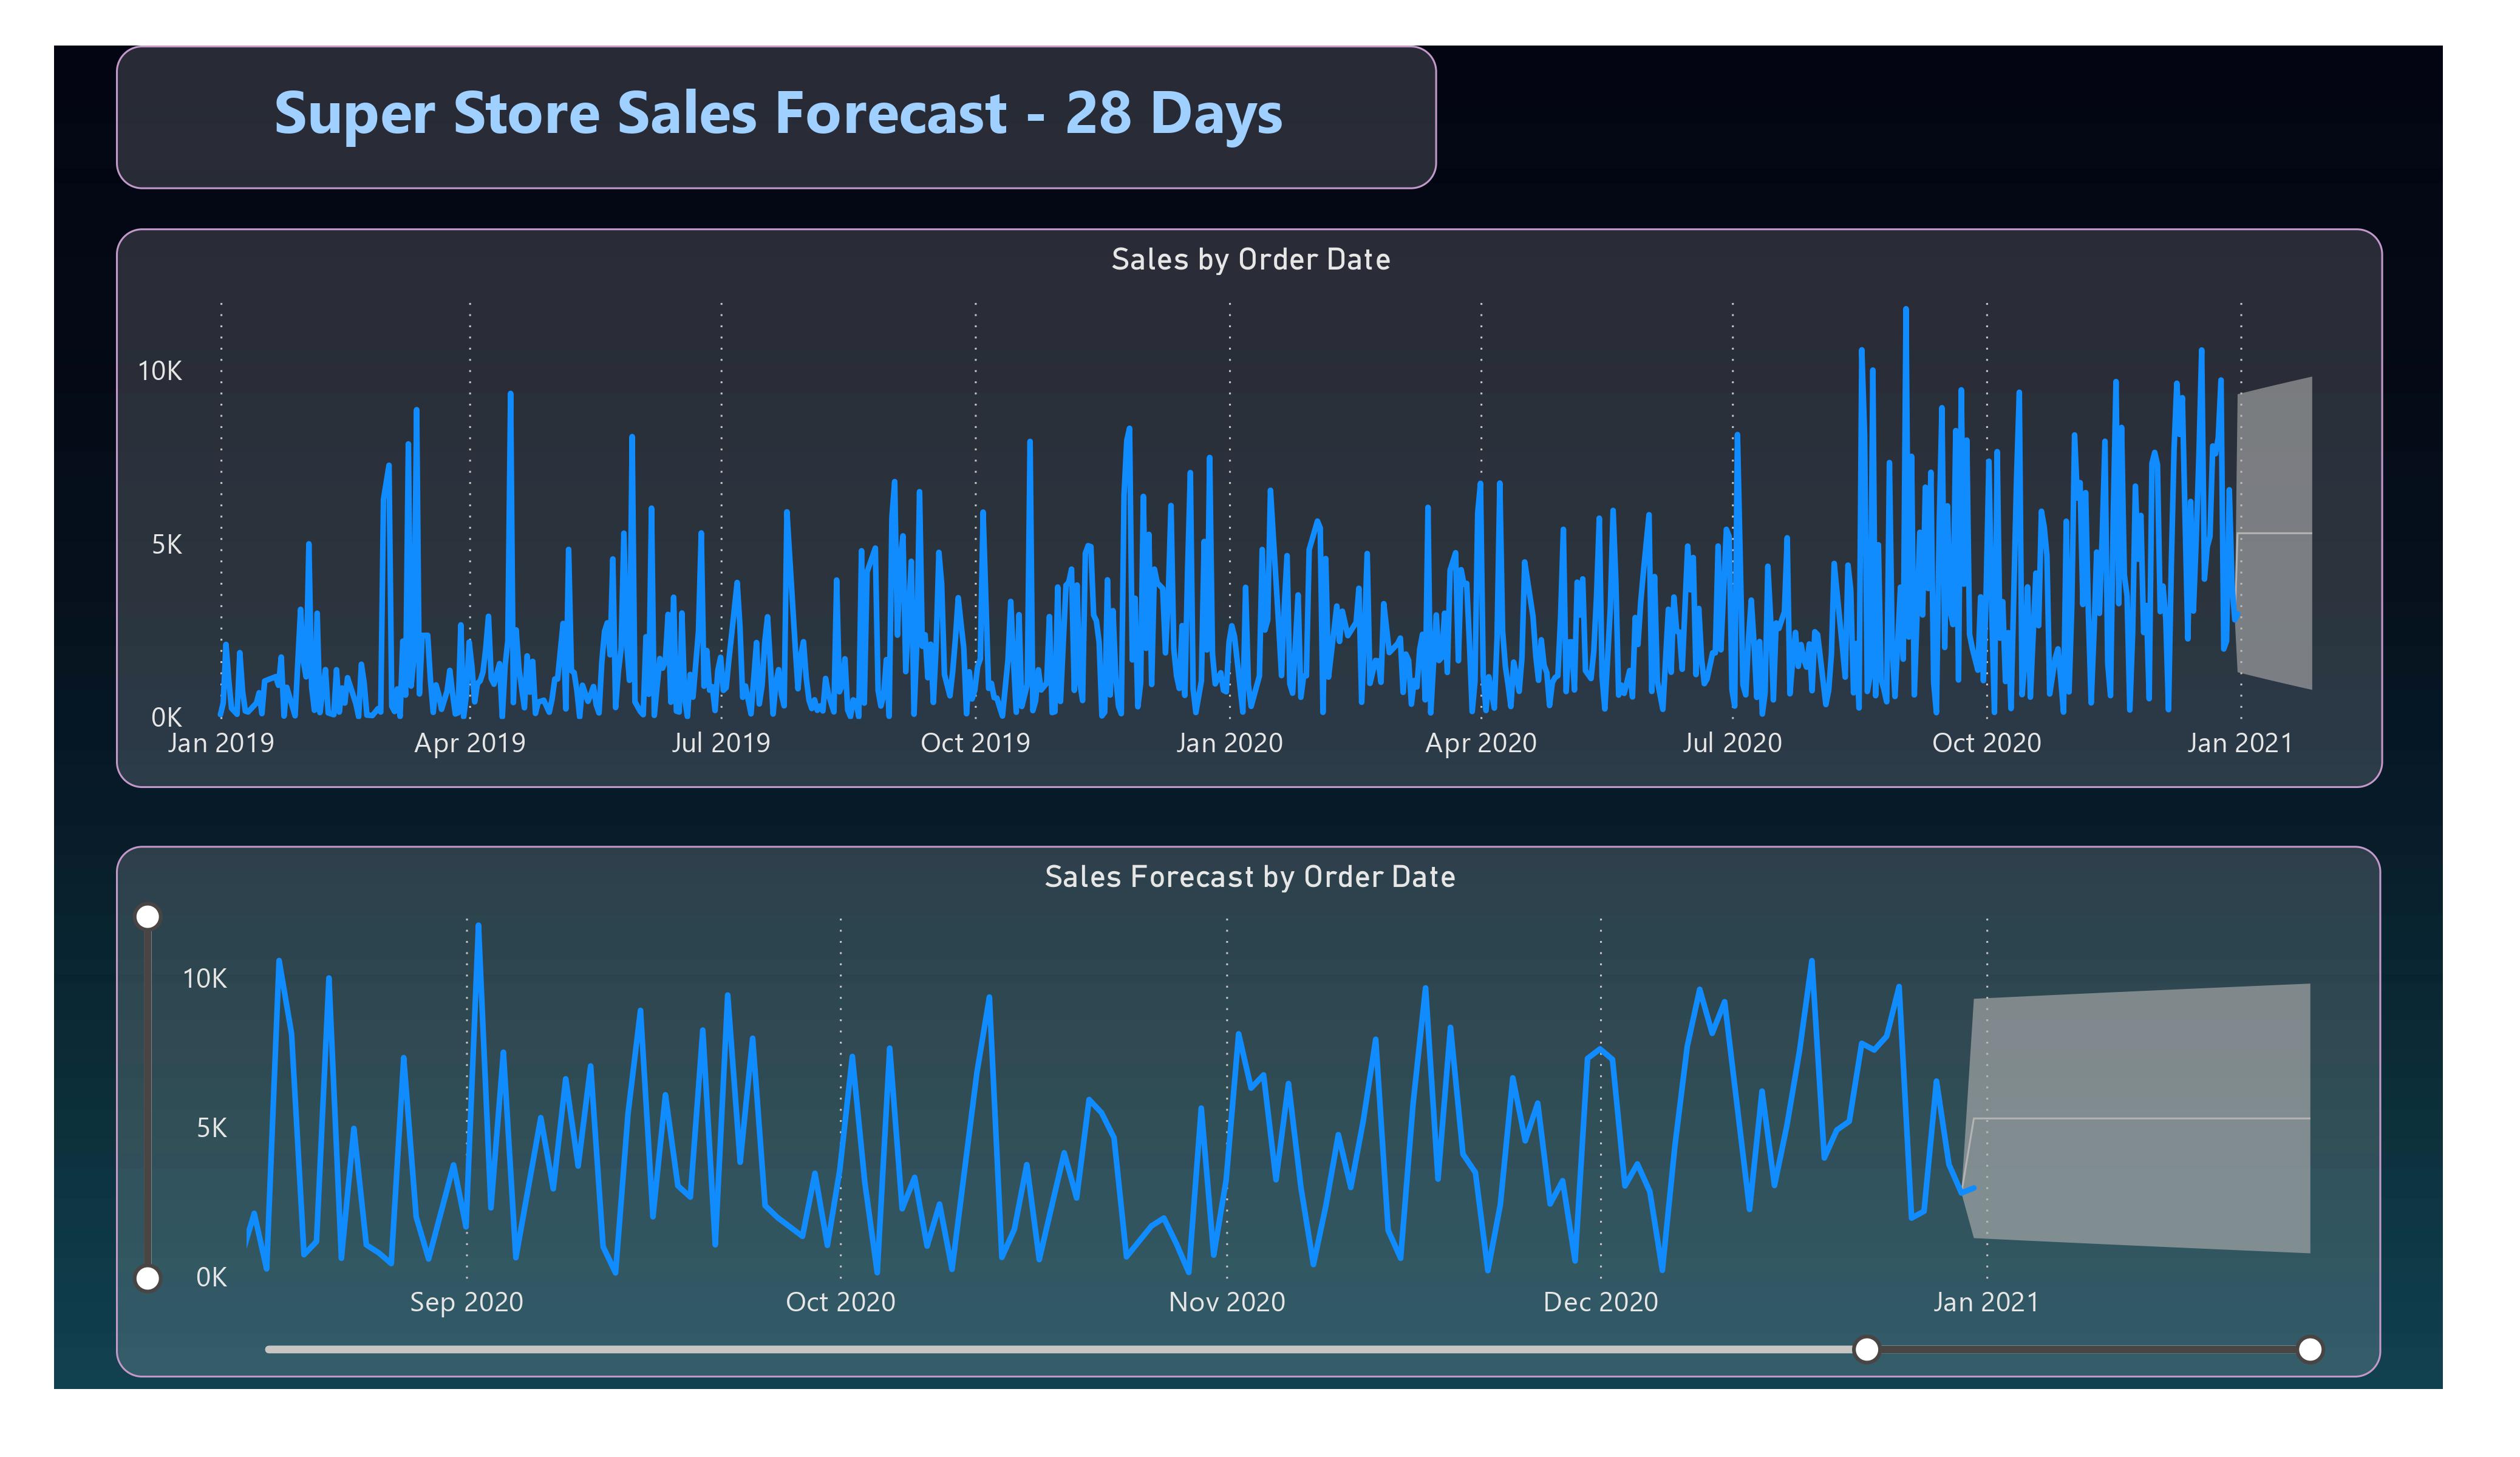 Super Store Sales Forecast - 28 Days
Sales by Order Date
10K
5K
0K
Jan 2019 Apr 2019 Jul 2019 Oct 2019 Jan 2020 Apr 2020 Jul 2020 Oct 2020 Jan 2021
Sales Forecast by Order Date
10K
5K
0K
Sep 2020 Oct 2020 Nov 2020 Dec 2020 Jan 2021